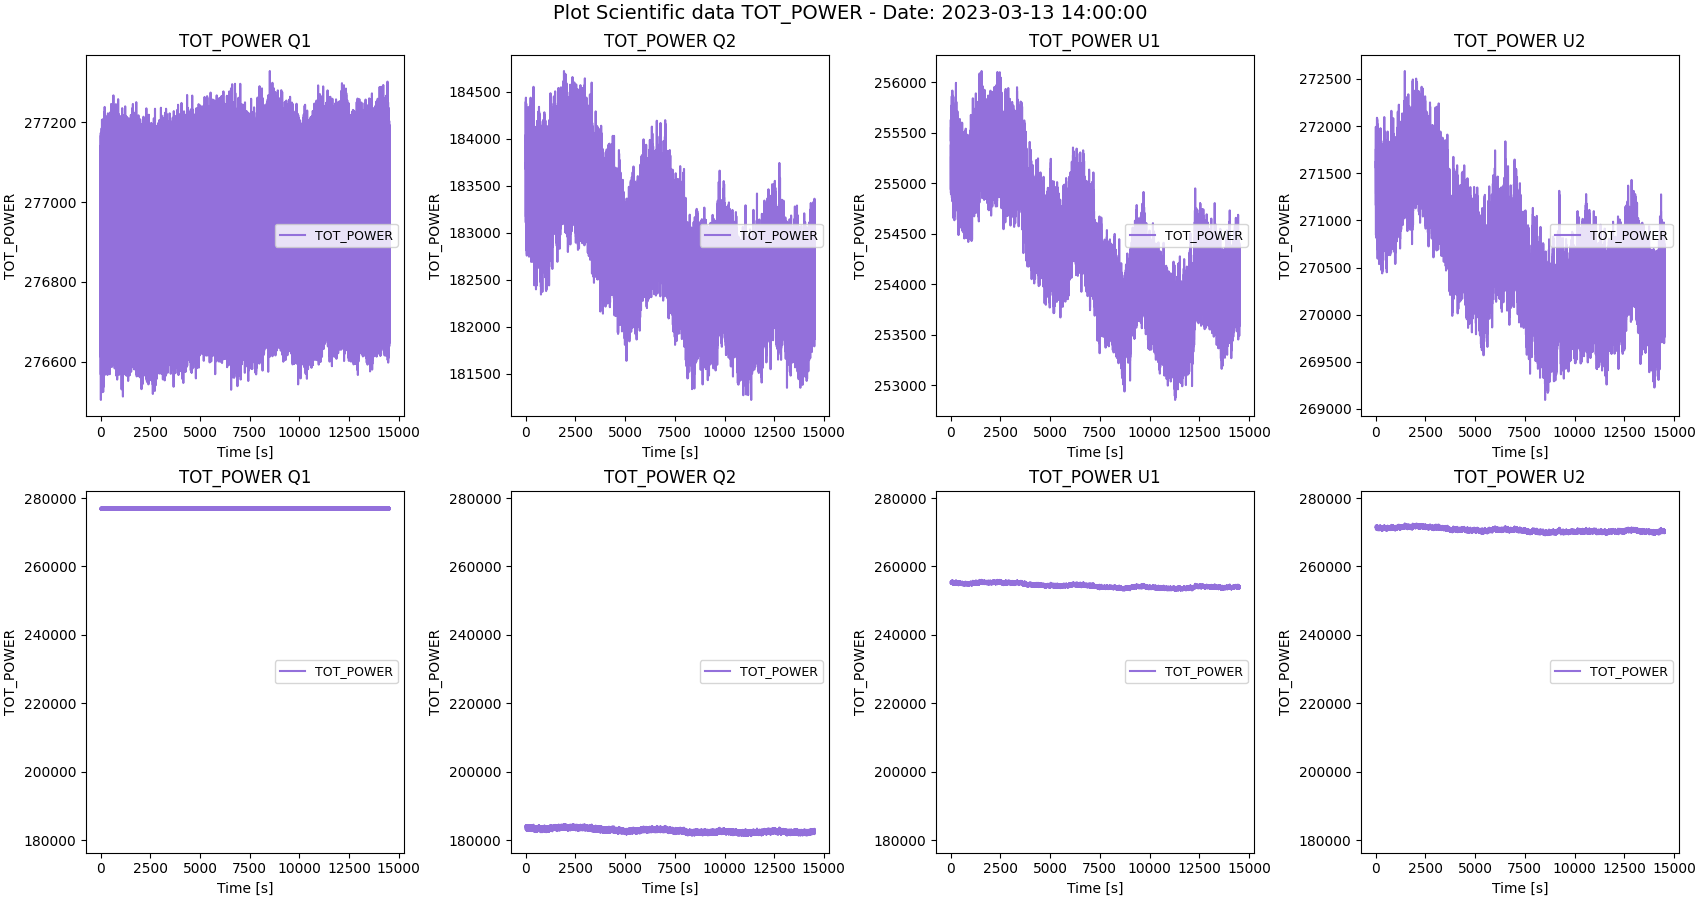 Plot Scientific data TOT_POWER - Date: 2023-03-13 14:00:00
TOT_POWER Q1
TOT_POWER
277200
277000
276800
276600
TOT_POWER
0 2500 5000 7500 10000 12500 15000
Time [s]
TOT_POWER Q2
TOT_POWER
184500
184000
183500
183000
182500
182000
181500
TOT_POWER
0 2500 5000 7500 10000 12500 15000
Time [s]
TOT_POWER U1
TOT_POWER
256000
255500
255000
254500
254000
253500
253000
TOT_POWER
0 2500 5000 7500 10000 12500 15000
Time [s]
TOT_POWER U2
TOT_POWER
272500
272000
271500
271000
270500
270000
269500
269000
TOT_POWER
0 2500 5000 7500 10000 12500 15000
Time [s]
TOT_POWER Q1
TOT_POWER
280000
260000
240000
220000
200000
180000
TOT_POWER
0 2500 5000 7500 10000 12500 15000
Time [s]
TOT_POWER Q2
TOT_POWER
280000
260000
240000
220000
200000
180000
TOT_POWER
0 2500 5000 7500 10000 12500 15000
Time [s]
TOT_POWER U1
TOT_POWER
280000
260000
240000
220000
200000
180000
TOT_POWER
0 2500 5000 7500 10000 12500 15000
Time [s]
TOT_POWER U2
TOT_POWER
280000
260000
240000
220000
200000
180000
TOT_POWER
0 2500 5000 7500 10000 12500 15000
Time [s]